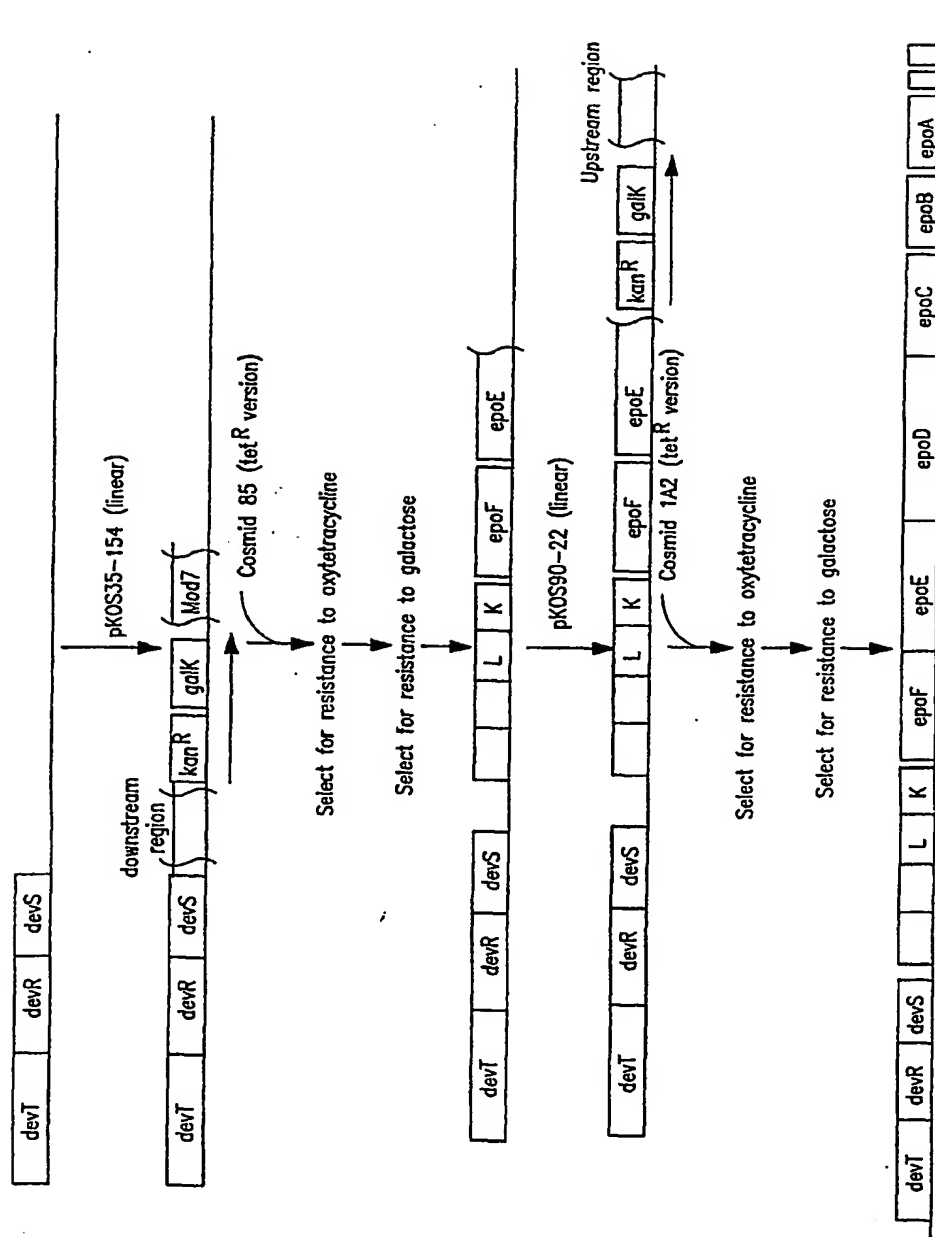 devT devR devS
pKOS35-154 (linear)
downstream
region
devT devR devS kanR galK Mod7
Cosmid 85 (tetR version)
Select for resistance to oxytetracycline
Select for resistance to galactose
devT devR devS L K epoF epoE
pKOS90-22 (linear)
Upstream region
devT devR devS L K epoF epoE kanR galK
Cosmid 1A2 (tetR version)
Select for resistance to oxytetracycline
Select for resistance to galactose
devT devR devS L K epoF epoE epoD epoC epoB epoA